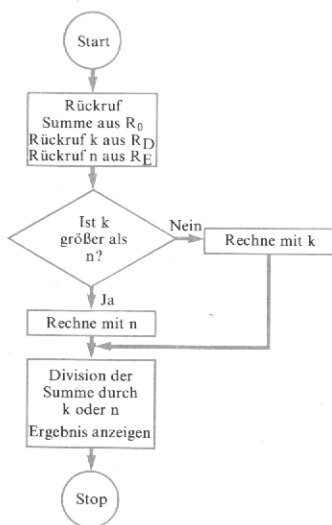 Start
Rückruf
Summe aus R0
Rückruf k aus RD
Rückruf n aus RE
Ist k
größer als
n?
Nein
Rechne mit k
Ja
Rechne mit n
Division der
Summe durch
k oder n
Ergebnis anzeigen
Stop